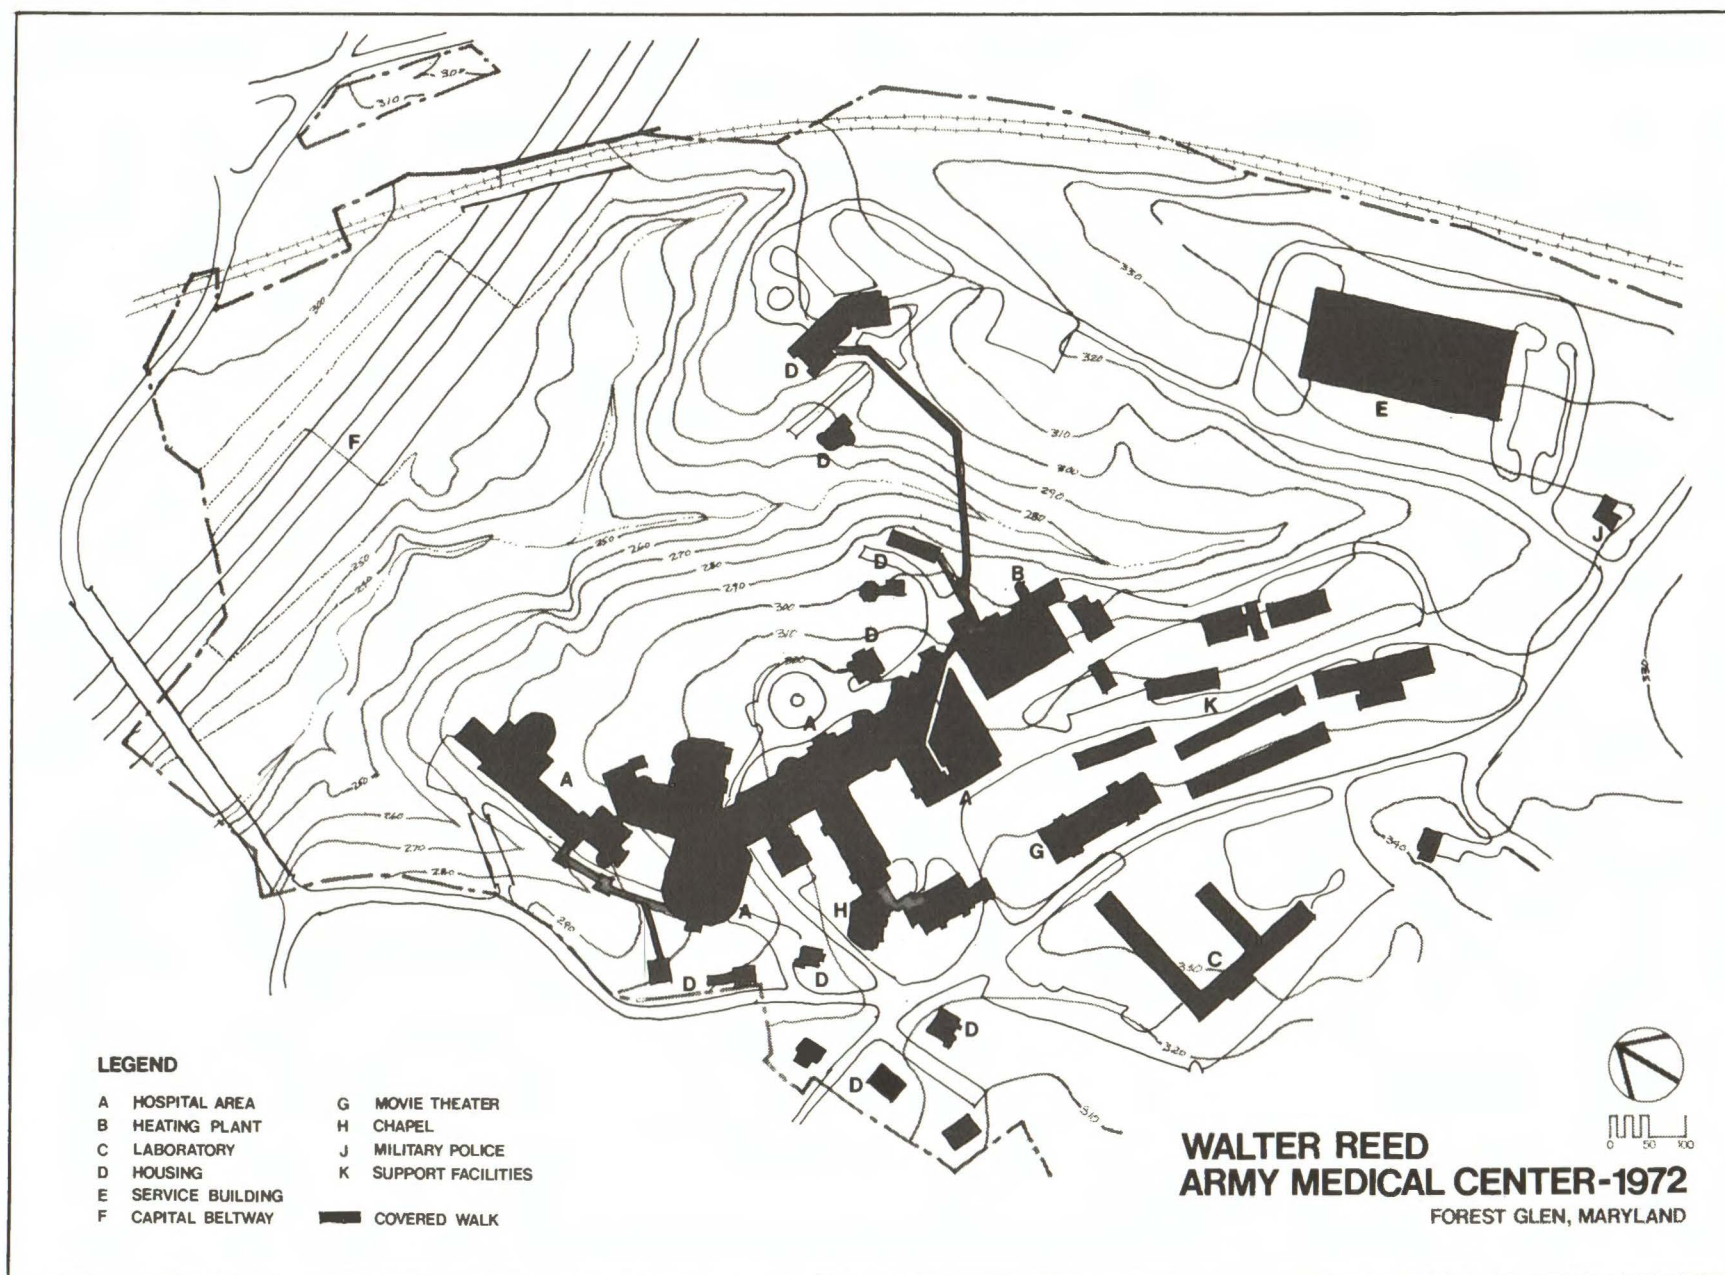 300
310
300
330
320
310
300
290
280
F
E
D
D
J
250
260
270
280
290
300
310
250
240
D
B
D
A
K
330
A
A
G
250
260
270
280
290
340
H
A
C
330
D
D
D
D
320
310
LEGEND
A HOSPITAL AREA
B HEATING PLANT
C LABORATORY
D HOUSING
E SERVICE BUILDING
F CAPITAL BELTWAY
G MOVIE THEATER
H CHAPEL
J MILITARY POLICE
K SUPPORT FACILITIES
COVERED WALK
0 50 100
WALTER REED
ARMY MEDICAL CENTER-1972
FOREST GLEN, MARYLAND